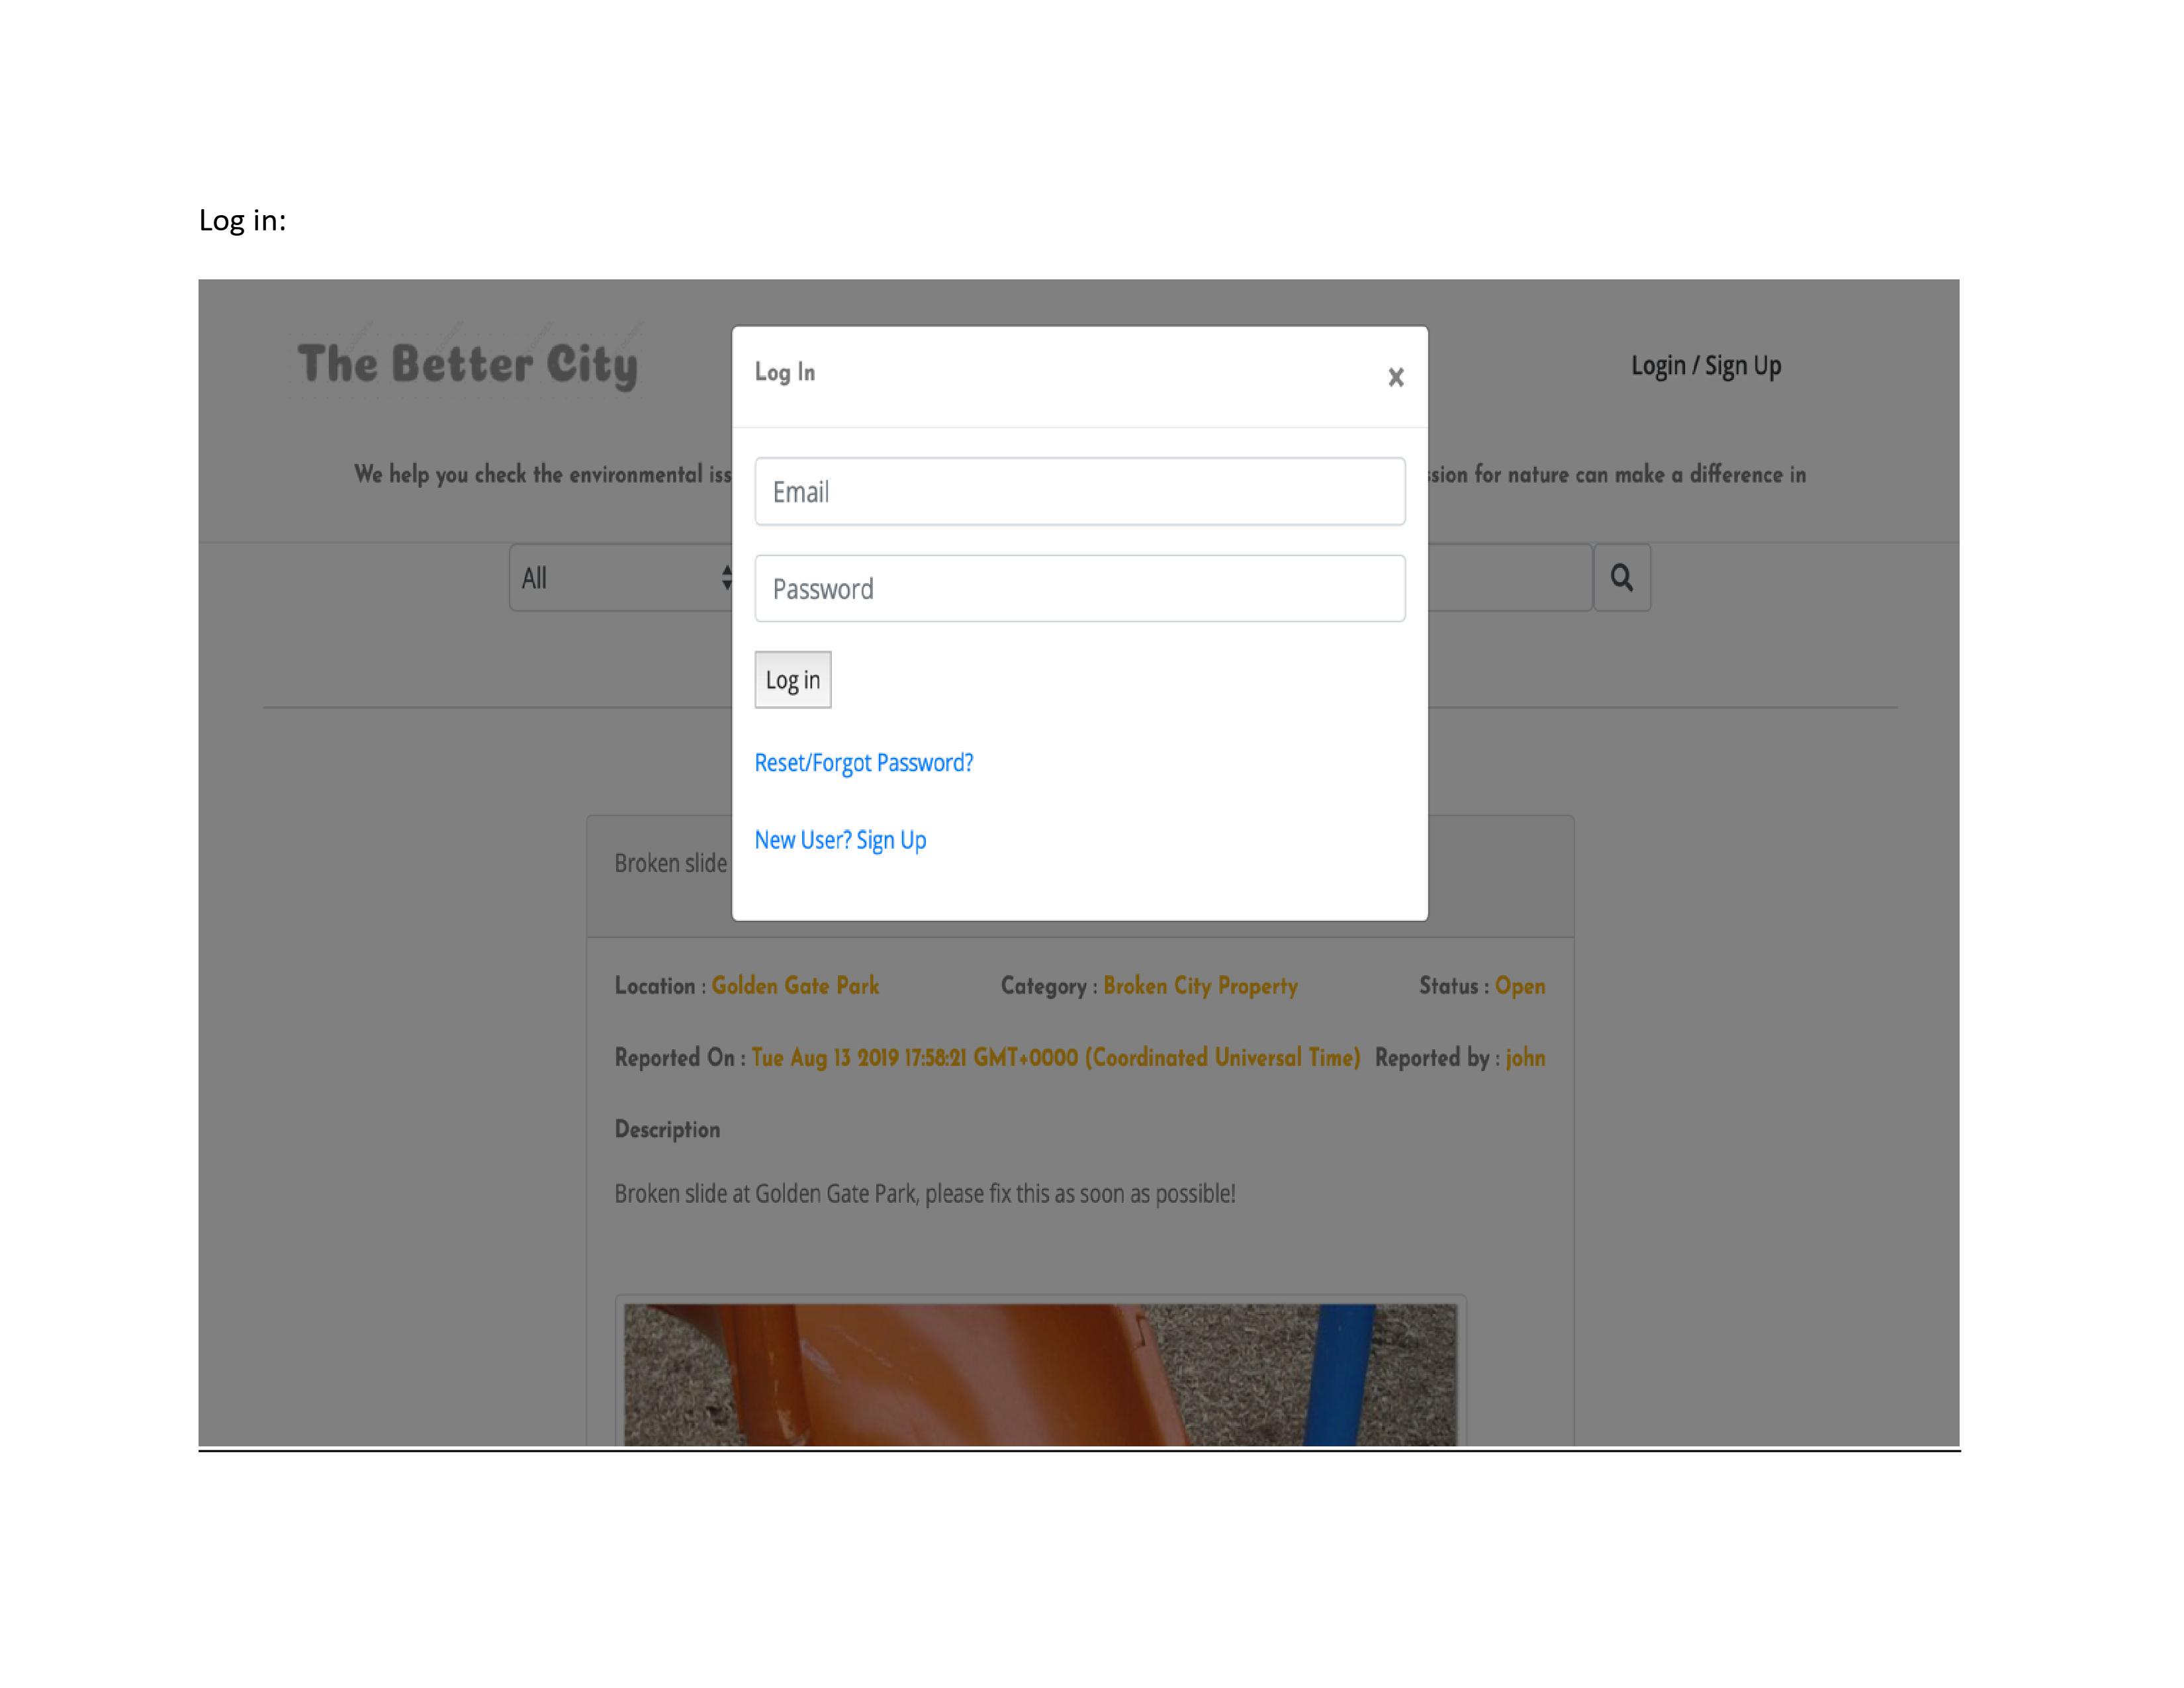 Log in:
The Better City
Log In
x
Login / Sign Up
We help you check the environmental iss
sion for nature can make a difference in
Email
All
Password
Log in
Reset/Forgot Password?
New User? Sign Up
Broken slide
Location : Golden Gate Park Category : Broken City Property Status : Open
Reported On : Tue Aug 13 2019 17:58:21 GMT+0000 (Coordinated Universal Time) Reported by : john
Description
Broken slide at Golden Gate Park, please fix this as soon as possible!